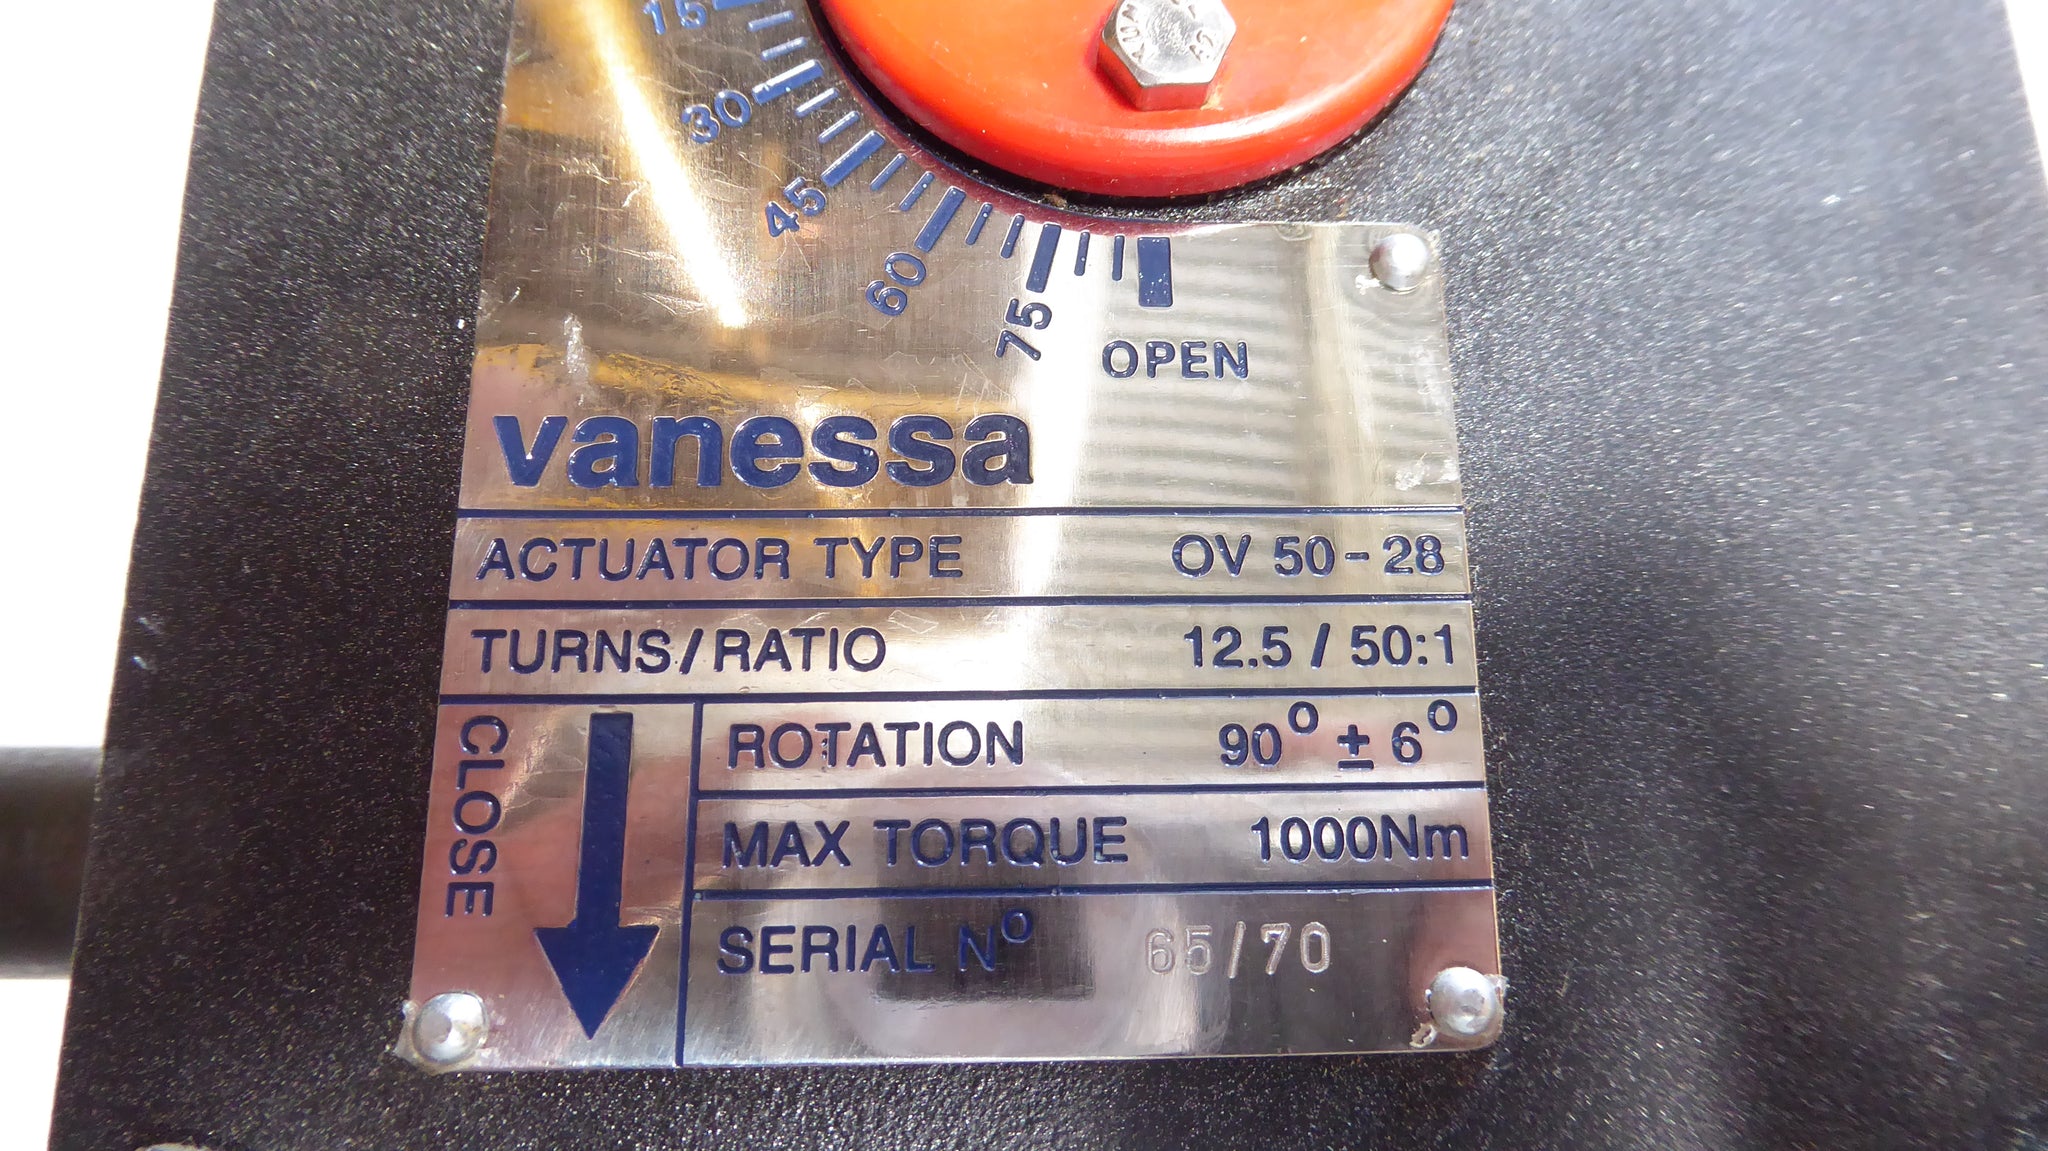 15
30
45
60
75
OPEN
vanessa
ACTUATOR TYPE OV 50-28
TURNS/RATIO 12.5 / 50:1
CLOSE
ROTATION 90° ± 6°
MAX TORQUE 1000Nm
SERIAL Nº 65/70